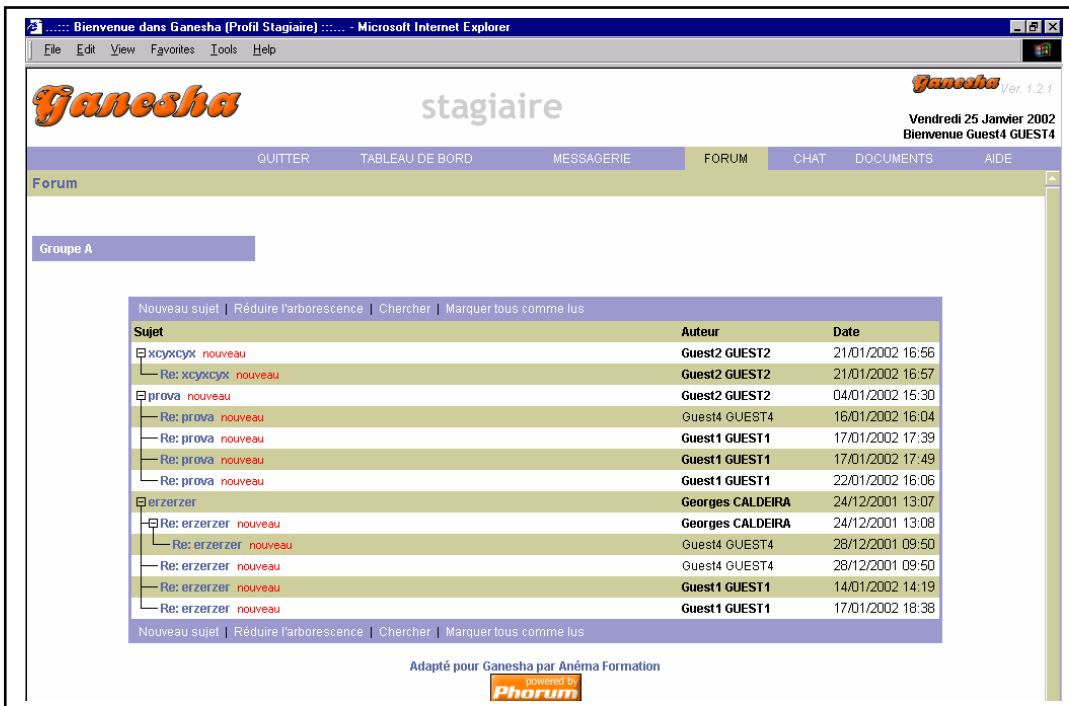 ...::: Bienvenue dans Ganesha (Profil Stagiaire) :::... - Microsoft Internet Explorer
File Edit View Favorites Tools Help
Ganesha stagiaire Ganesha Ver. 1.2.1
Vendredi 25 Janvier 2002
Bienvenue Guest4 GUEST4
QUITTER TABLEAU DE BORD MESSAGERIE FORUM CHAT DOCUMENTS AIDE
Forum
Groupe A
Nouveau sujet | Réduire l'arborescence | Chercher | Marquer tous comme lus
Sujet Auteur Date
xcyxcyx nouveau Guest2 GUEST2 21/01/2002 16:56
Re: xcyxcyx nouveau Guest2 GUEST2 21/01/2002 16:57
prova nouveau Guest2 GUEST2 04/01/2002 15:30
Re: prova nouveau Guest4 GUEST4 16/01/2002 16:04
Re: prova nouveau Guest1 GUEST1 17/01/2002 17:39
Re: prova nouveau Guest1 GUEST1 17/01/2002 17:49
Re: prova nouveau Guest1 GUEST1 22/01/2002 16:06
erzerzer Georges CALDEIRA 24/12/2001 13:07
Re: erzerzer nouveau Georges CALDEIRA 24/12/2001 13:08
Re: erzerzer nouveau Guest4 GUEST4 28/12/2001 09:50
Re: erzerzer nouveau Guest4 GUEST4 28/12/2001 09:50
Re: erzerzer nouveau Guest1 GUEST1 14/01/2002 14:19
Re: erzerzer nouveau Guest1 GUEST1 17/01/2002 18:38
Nouveau sujet | Réduire l'arborescence | Chercher | Marquer tous comme lus
Adapté pour Ganesha par Anéma Formation
powered by
Phorum